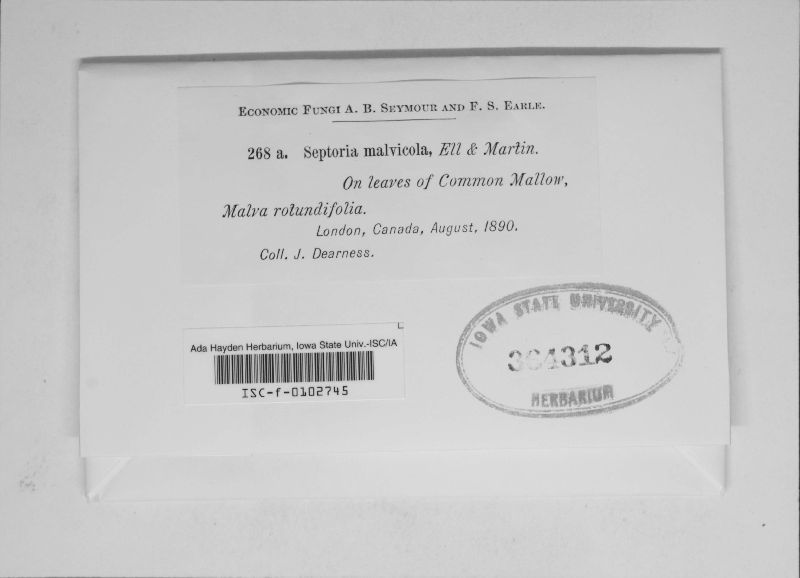 Economic Fungi A. B. Seymour and F. S. Earle.
268 a. Septoria malvicola, Ell & Martin.
On leaves of Common Mallow,
Malva rotundifolia.
London, Canada, August, 1890.
Coll. J. Dearness.
Ada Hayden Herbarium, Iowa State Univ.-ISC/IA
ISC-f-0102745
IOWA STATE UNIVERSITY
364312
HERBARIUM